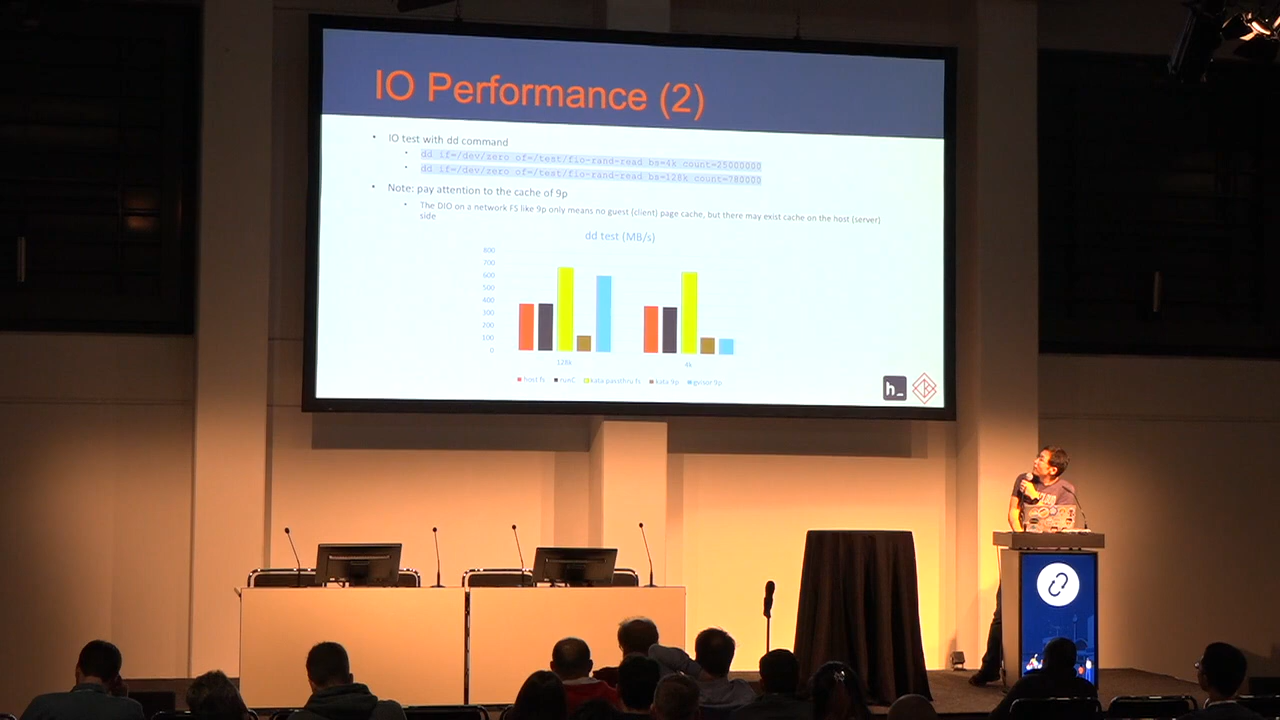 IO Performance (2)
• IO test with dd command
• dd if=/dev/zero of=/test/fio-rand-read bs=4k count=25000000
• dd if=/dev/zero of=/test/fio-rand-read bs=128k count=780000
• Note: pay attention to the cache of 9p
• The DIO on a network FS like 9p only means no guest (client) page cache, but there may exist cache on the host (server)
side
dd test (MB/s)
800
700
600
500
400
300
200
100
0
128k 4k
host fs runC kata passthru fs kata 9p gvisor 9p
h_